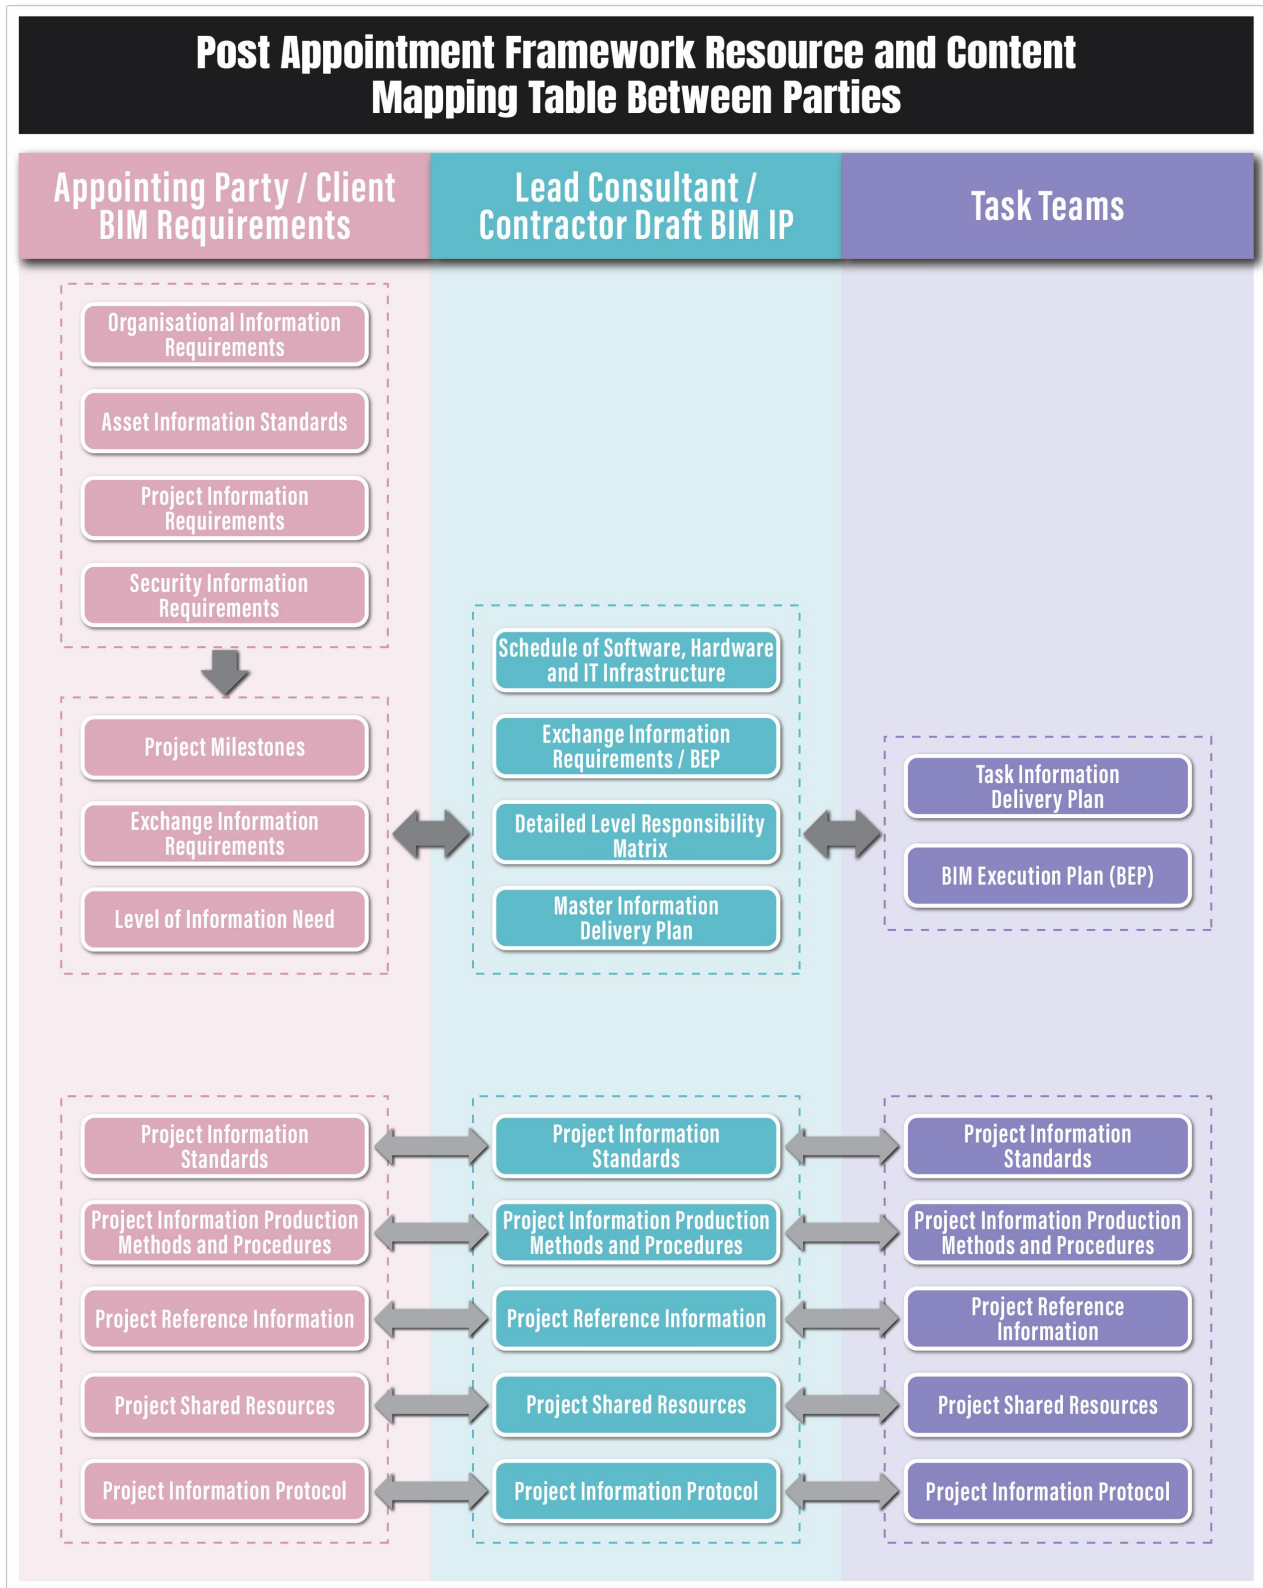 Post Appointment Framework Resource and Content
Mapping Table Between Parties
Appointing Party / Client
BIM Requirements
Lead Consultant /
Contractor Draft BIM IP
Task Teams
Organisational Information
Requirements
Asset Information Standards
Project Information
Requirements
Security Information
Requirements
Project Milestones
Exchange Information
Requirements
Level of Information Need
Schedule of Software, Hardware
and IT Infrastructure
Exchange Information
Requirements / BEP
Detailed Level Responsibility
Matrix
Master Information
Delivery Plan
Task Information
Delivery Plan
BIM Execution Plan (BEP)
Project Information
Standards
Project Information
Standards
Project Information
Standards
Project Information Production
Methods and Procedures
Project Information Production
Methods and Procedures
Project Information Production
Methods and Procedures
Project Reference Information
Project Reference Information
Project Reference
Information
Project Shared Resources
Project Shared Resources
Project Shared Resources
Project Information Protocol
Project Information Protocol
Project Information Protocol